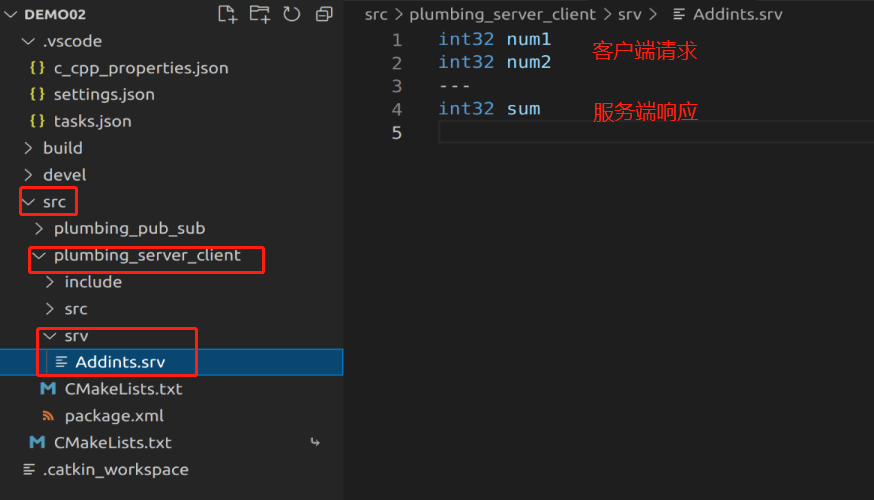 DEMO02
.vscode
{} c_cpp_properties.json
{} settings.json
{} tasks.json
build
devel
src
plumbing_pub_sub
plumbing_server_client
include
src
srv
Addints.srv
CMakeLists.txt
package.xml
CMakeLists.txt
.catkin_workspace
src > plumbing_server_client > srv > Addints.srv
1 int32 num1
客户端请求
2 int32 num2
3 ---
4 int32 sum 服务端响应
5